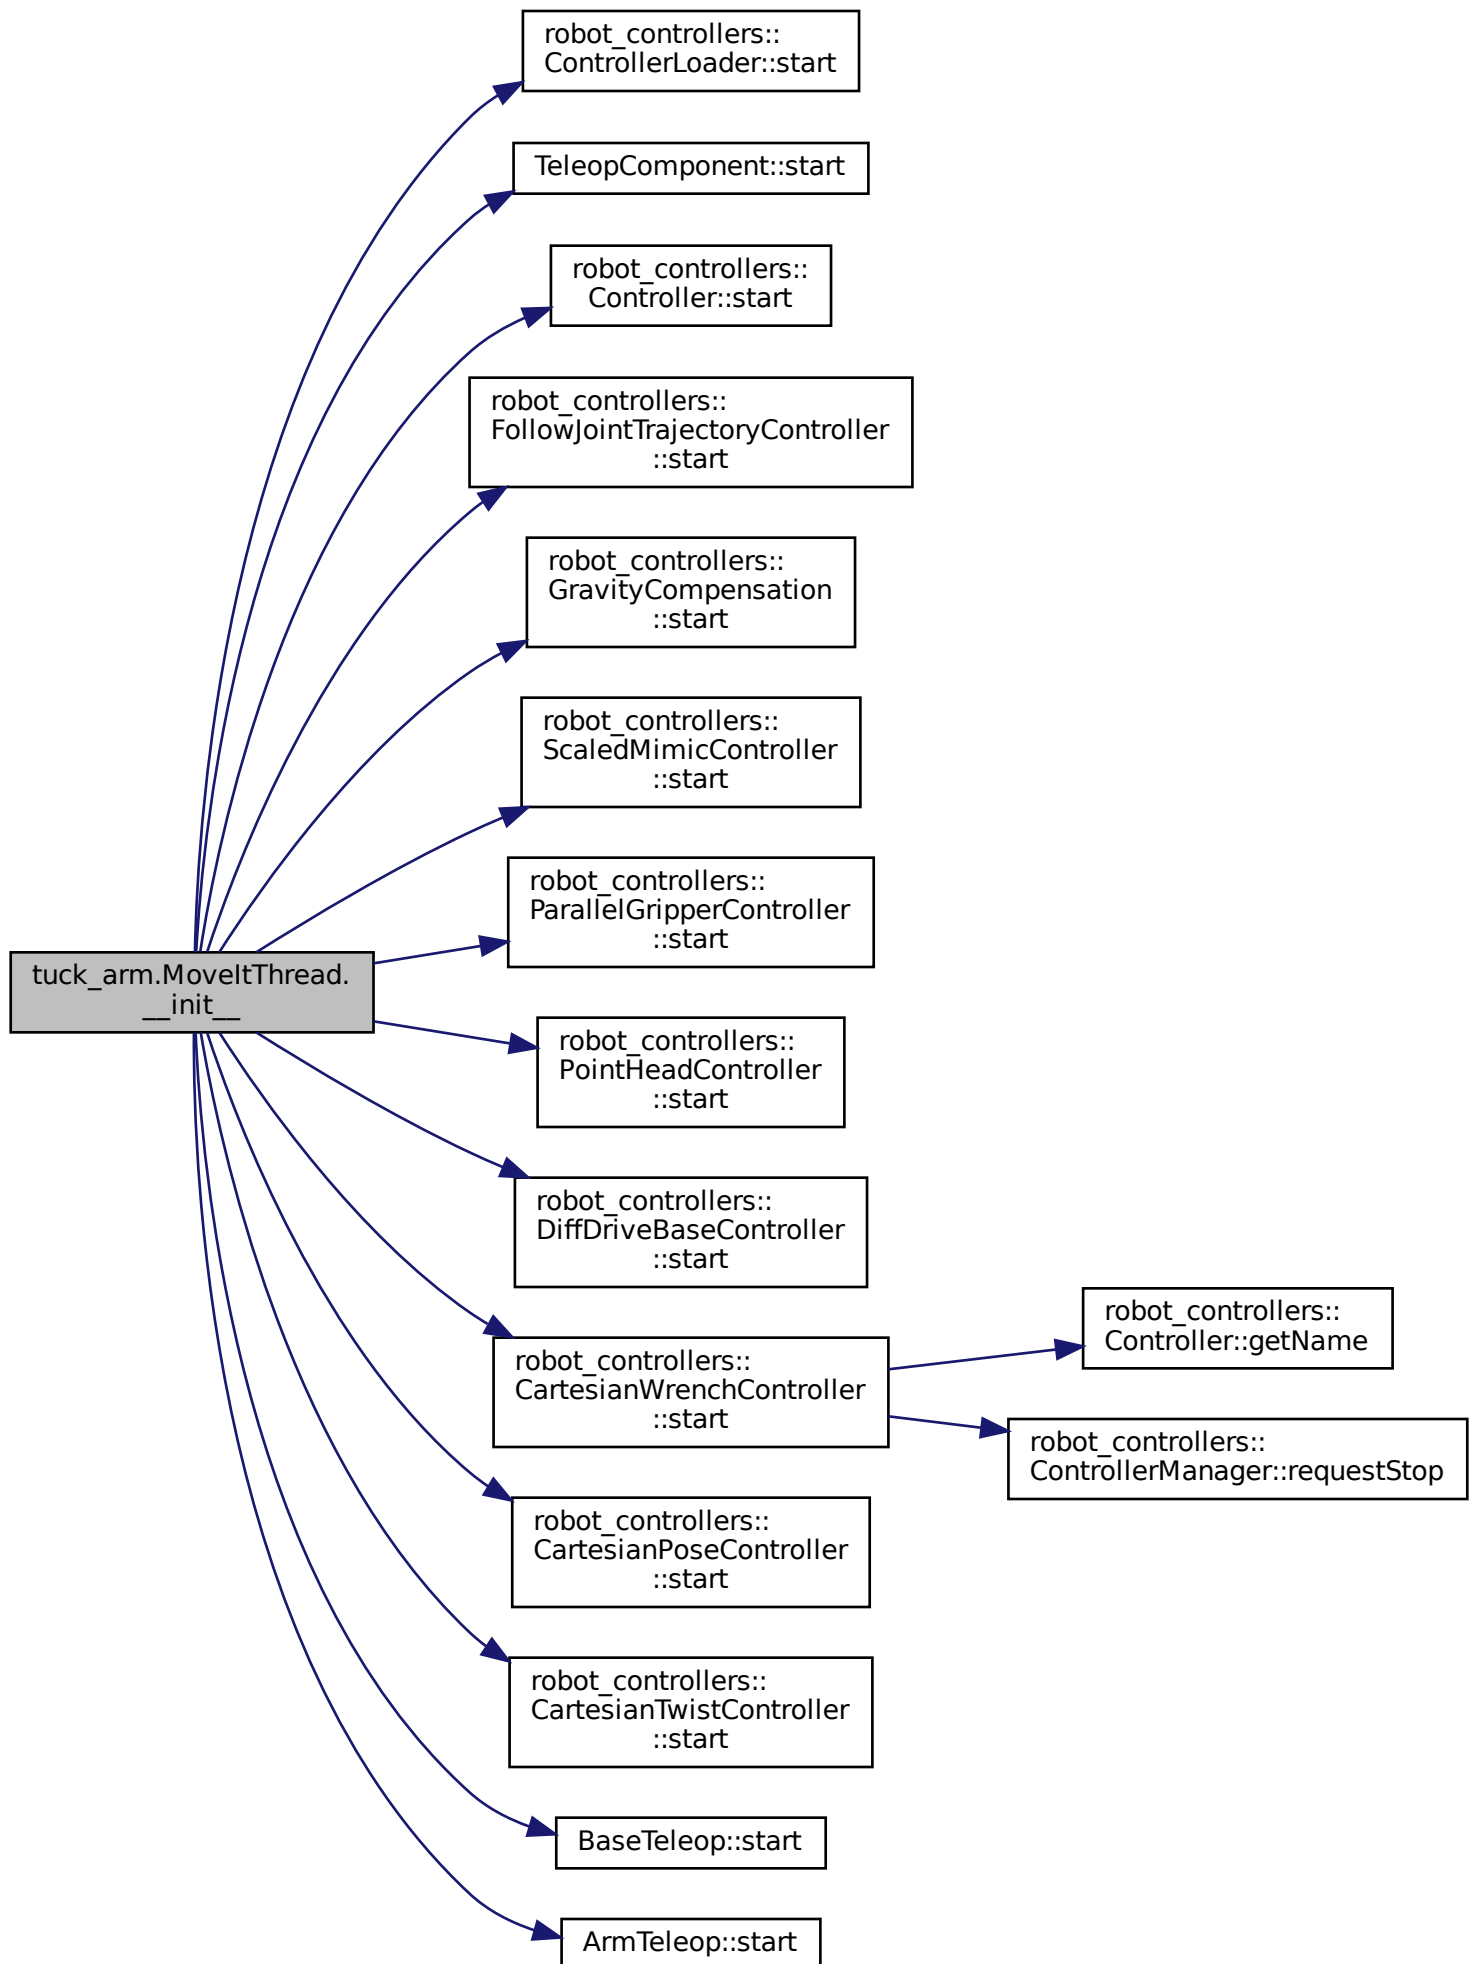 robot_controllers::
ControllerLoader::start
TeleopComponent::start
robot_controllers::
Controller::start
robot_controllers::
FollowJointTrajectoryController
::start
robot_controllers::
GravityCompensation
::start
robot_controllers::
ScaledMimicController
::start
robot_controllers::
ParallelGripperController
::start
tuck_arm.MoveItThread.
__init__
robot_controllers::
PointHeadController
::start
robot_controllers::
DiffDriveBaseController
::start
robot_controllers::
CartesianWrenchController
::start
robot_controllers::
Controller::getName
robot_controllers::
ControllerManager::requestStop
robot_controllers::
CartesianPoseController
::start
robot_controllers::
CartesianTwistController
::start
BaseTeleop::start
ArmTeleop::start